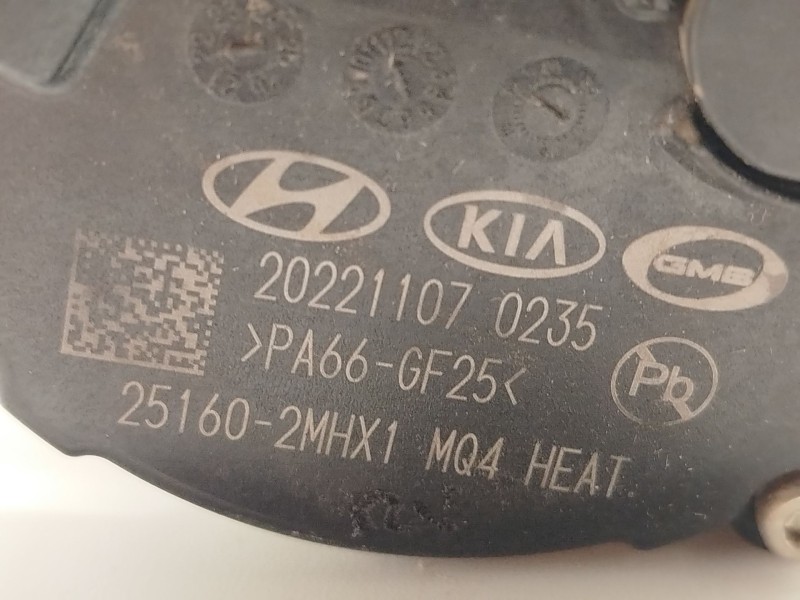 KIA
GMB
20221107 0235
>PA66-GF25<
Pb
25160-2MHX1 MQ4 HEAT.